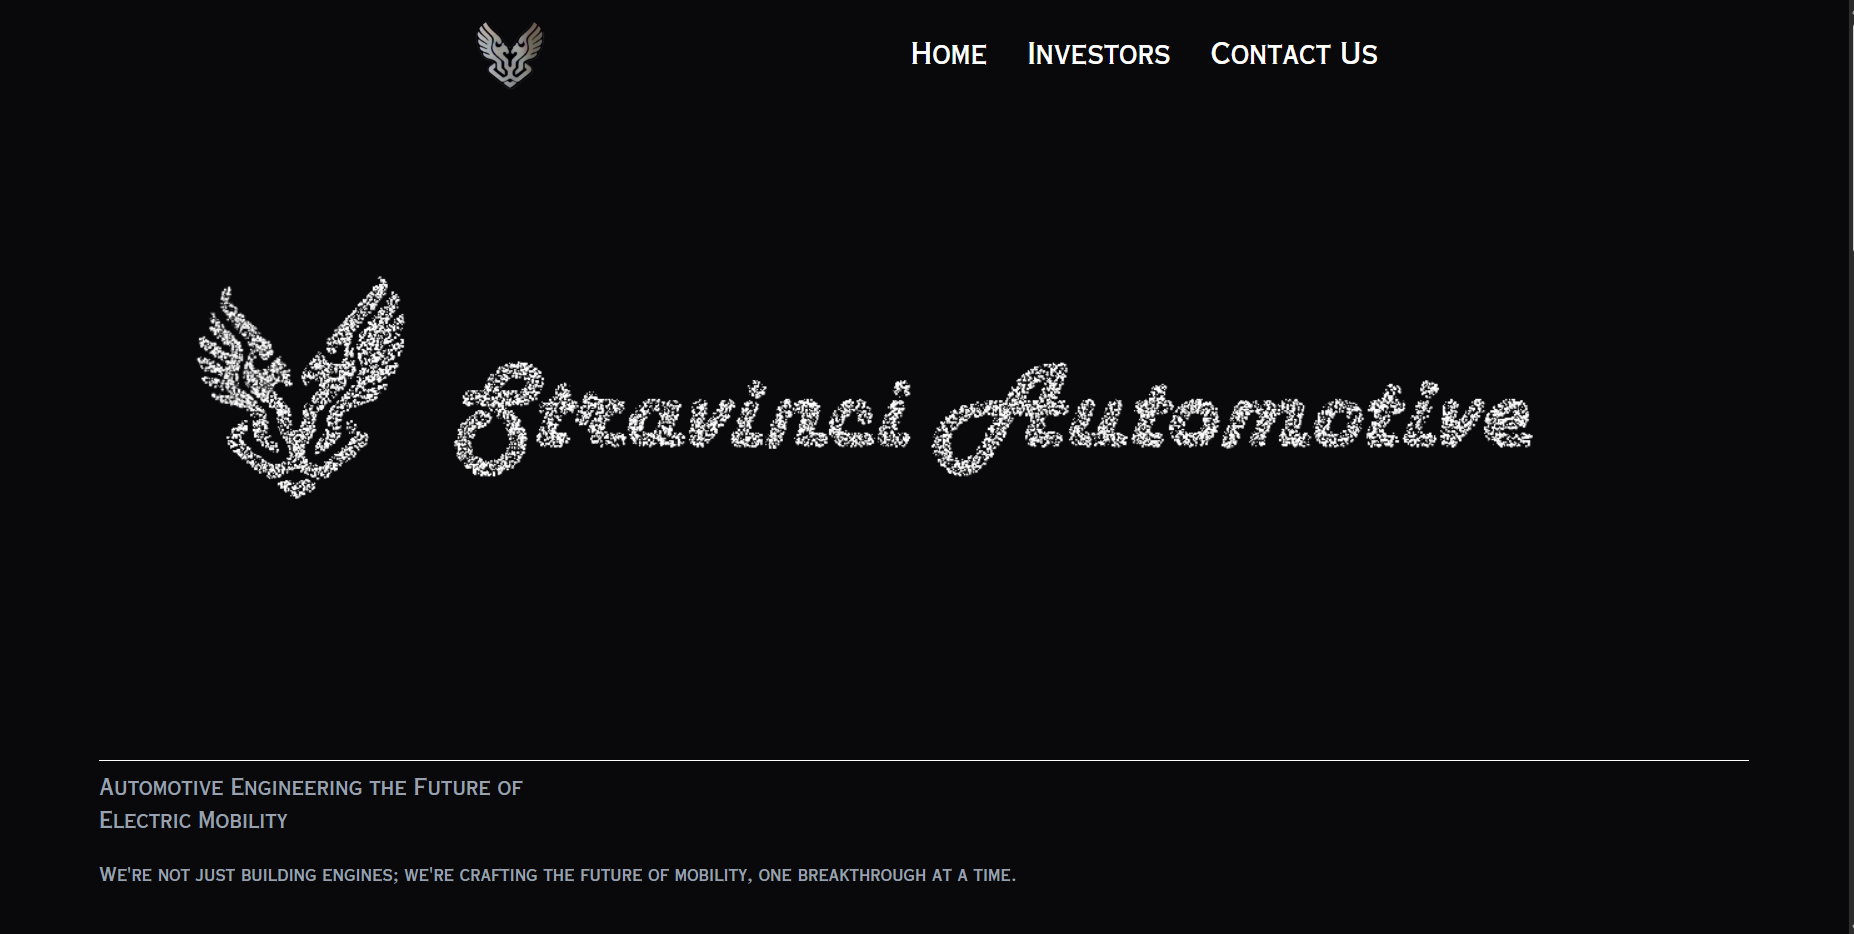 Home Investors Contact Us
Stravinci Automotive
Automotive Engineering the Future of
Electric Mobility
We're not just building engines; we're crafting the future of mobility, one breakthrough at a time.